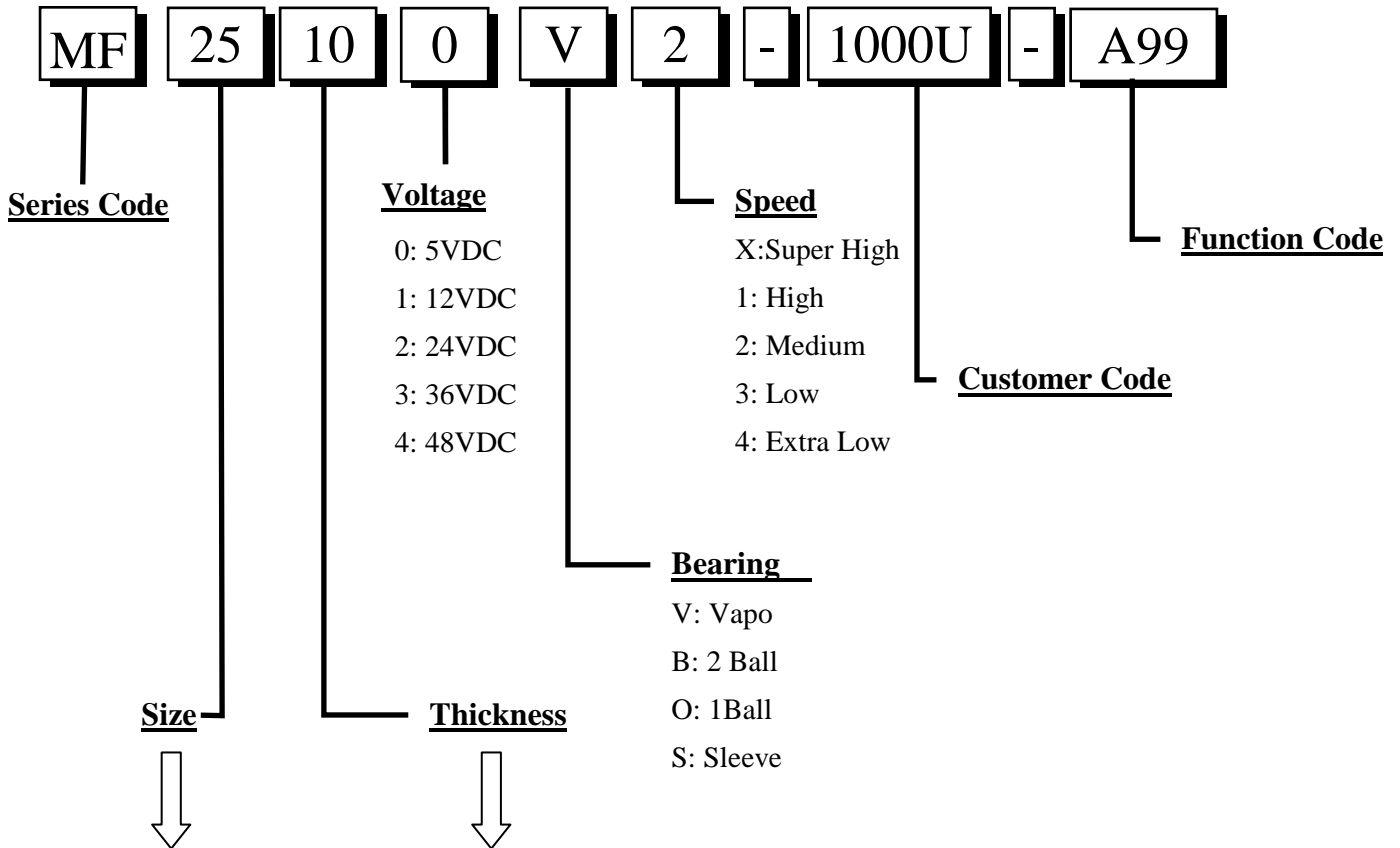 MF 25 10 0 V 2 - 1000U - A99
Series Code
Voltage
0: 5VDC
1: 12VDC
2: 24VDC
3: 36VDC
4: 48VDC
Speed
X:Super High
1: High
2: Medium
3: Low
4: Extra Low
Function Code
Customer Code
Bearing
V: Vapo
B: 2 Ball
O: 1Ball
S: Sleeve
Size
Thickness